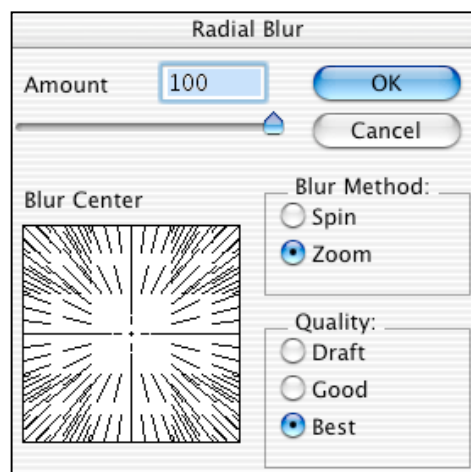 Radial Blur
Amount 100 OK
Cancel
Blur Center
Blur Method:
Spin
Zoom
Quality:
Draft
Good
Best